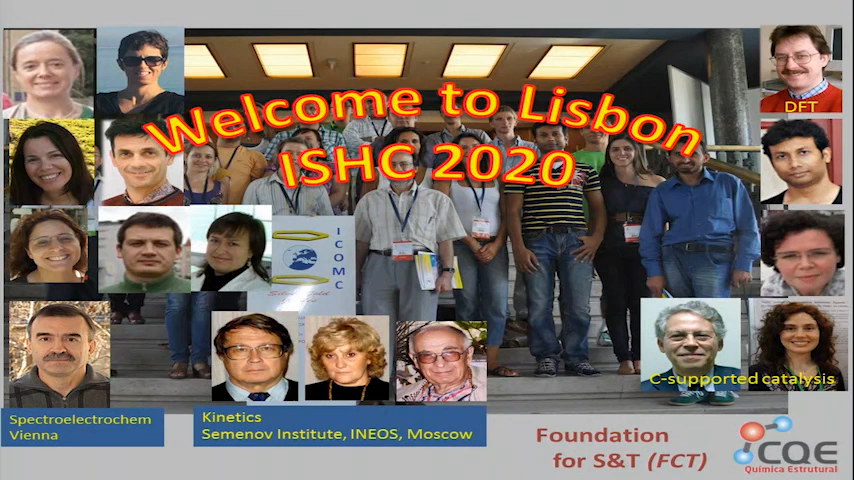 Welcome to Lisbon
ISHC 2020
DFT
ICOMC
C-supported catalysis
Spectroelectrochem
Vienna
Kinetics
Semenov Institute, INEOS, Moscow
Foundation
for S&T (FCT)
CQE
Química Estrutural